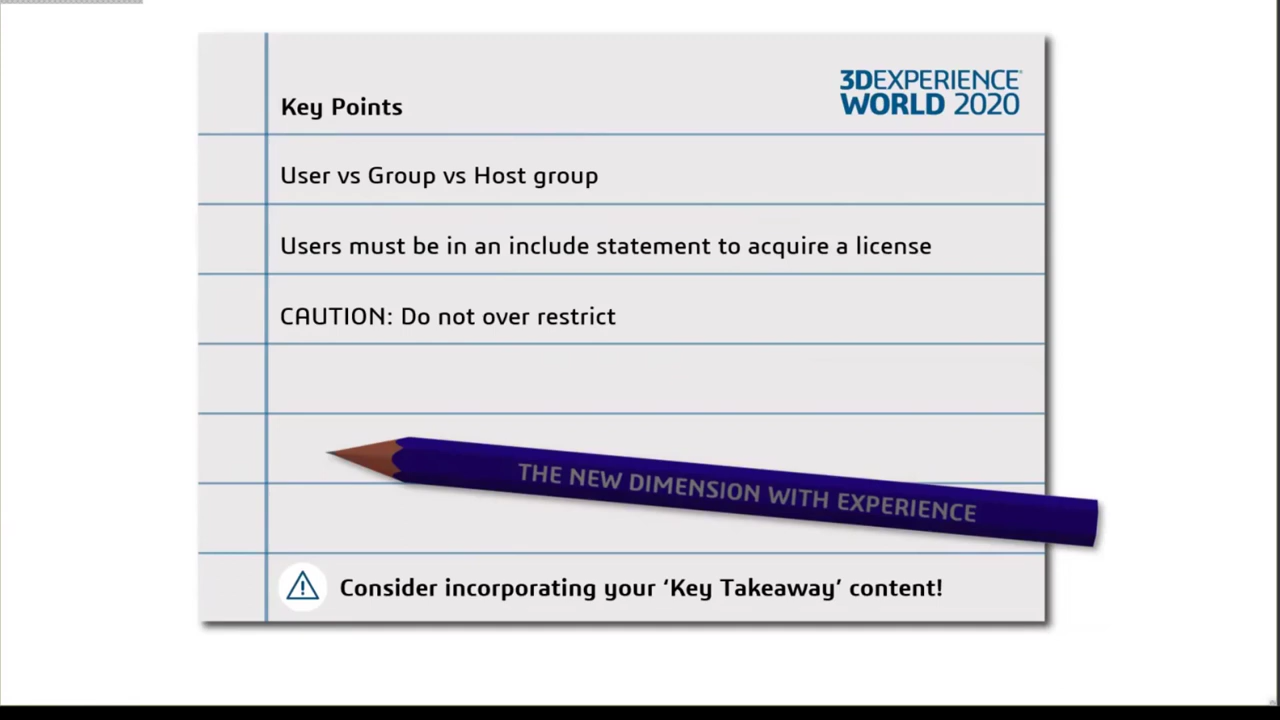 Key Points
3DEXPERIENCE
WORLD 2020
User vs Group vs Host group
Users must be in an include statement to acquire a license
CAUTION: Do not over restrict
THE NEW DIMENSION WITH EXPERIENCE
Consider incorporating your ‘Key Takeaway’ content!